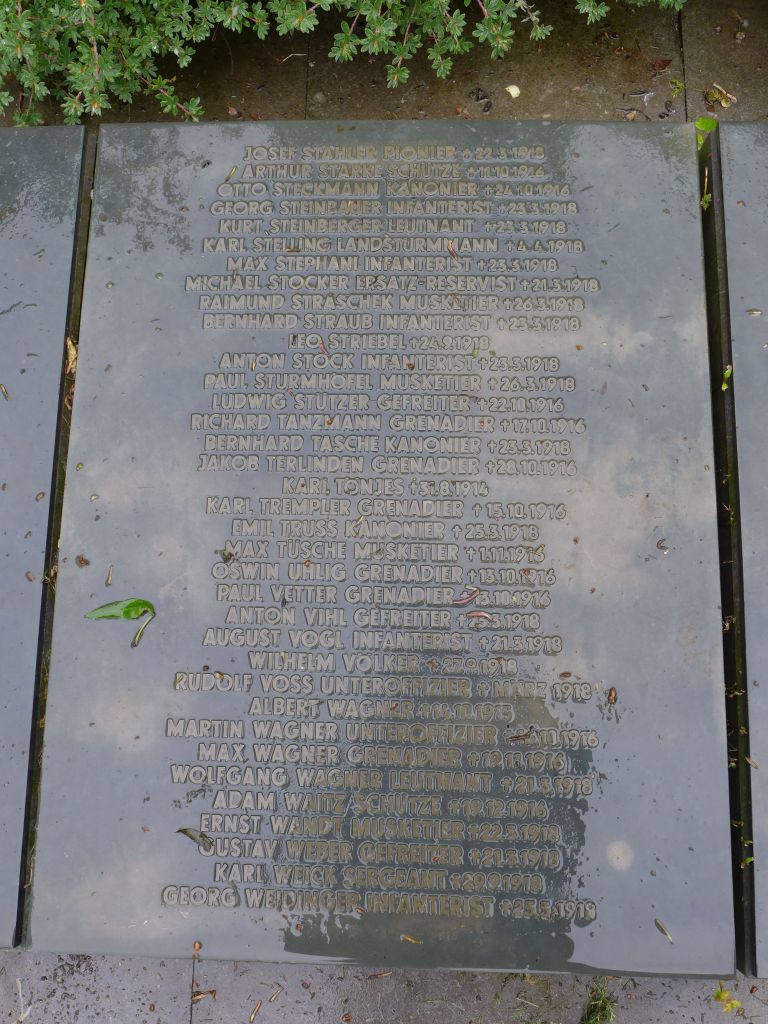 JOSEF STÄHLER PIONIER ✝22.3.1918
ARTHUR STARKE SCHÜTZE
OTTO STECKMANN KANONIER ✝24.10.1916
GEORG STEINBAUER INFANTERIST ✝23.3.1918
KURT STEINBERGER LEUTNANT ✝23.3.1918
KARL STELLING LANDSTURMMANN ✝4.4.1918
MAX STEPHANI INFANTERIST ✝23.3.1918
MICHAEL STOCKER ERSATZ-RESERVIST ✝21.3.1918
RAIMUND STRASCHEK MUSKETIER ✝26.3.1918
BERNHARD STRAUB INFANTERIST ✝23.3.1918
LEO STRIEBEL ✝24.9.1918
ANTON STOCK INFANTERIST ✝23.3.1918
PAUL STURMHÖFEL MUSKETIER ✝26.3.1918
LUDWIG STÜTZER GEFREITER ✝22.10.1916
RICHARD TANZMANN GRENADIER ✝17.10.1916
BERNHARD TASCHE KANONIER ✝23.3.1918
JAKOB TERLINDEN GRENADIER ✝28.10.1916
KARL TÖNJES ✝31.8.1914
KARL TREMPLER GRENADIER ✝15.10.1916
EMIL TRUSS KANONIER ✝25.3.1918
MAX TÜSCHE MUSKETIER ✝1.11.1916
OSWIN UHLIG GRENADIER ✝13.10.1916
PAUL VETTER GRENADIER
ANTON VIHL GEFREITER
AUGUST VOGL INFANTERIST ✝21.3.1918
WILHELM VÖLKER ✝27.9.1918
RUDOLF VOSS UNTEROFFIZIER ✝ MÄRZ 1918
ALBERT WAGNER
MARTIN WAGNER UNTEROFFIZIER
MAX WAGNER GRENADIER ✝19.11.1916
WOLFGANG WAGNER LEUTNANT ✝21.3.1918
ADAM WAITZ SCHÜTZE ✝19.12.1916
ERNST WANDT MUSKETIER ✝22.3.1918
GUSTAV WEBER GEFREITER ✝21.3.1918
KARL WEICK SERGEANT
GEORG WEIDINGER INFANTERIST ✝23.3.1918